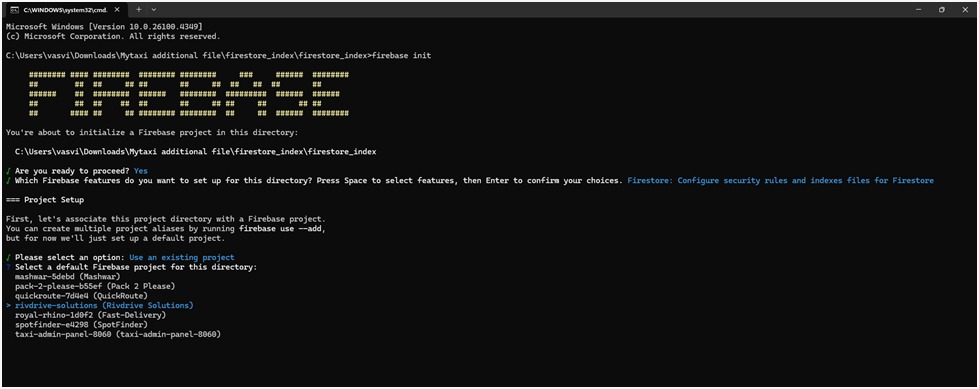 C:\WINDOWS\system32\cmd.
Microsoft Windows [Version 10.0.26100.4349]
(c) Microsoft Corporation. All rights reserved.
C:\Users\vasvi\Downloads\Mytaxi additional file\firestore_index\firestore_index>firebase init
FIREBASE
You're about to initialize a Firebase project in this directory:
C:\Users\vasvi\Downloads\Mytaxi additional file\firestore_index\firestore_index
√ Are you ready to proceed? Yes
√ Which Firebase features do you want to set up for this directory? Press Space to select features, then Enter to confirm your choices. Firestore: Configure security rules and indexes files for Firestore
=== Project Setup
First, let's associate this project directory with a Firebase project.
You can create multiple project aliases by running firebase use --add,
but for now we'll just set up a default project.
√ Please select an option: Use an existing project
? Select a default Firebase project for this directory:
mashwar-5debd (Mashwar)
pack-2-please-b55ef (Pack 2 Please)
quickroute-7d4e4 (QuickRoute)
> rivdrive-solutions (Rivdrive Solutions)
royal-rhino-1d0f2 (Fast-Delivery)
spotfinder-e4298 (SpotFinder)
taxi-admin-panel-8060 (taxi-admin-panel-8060)